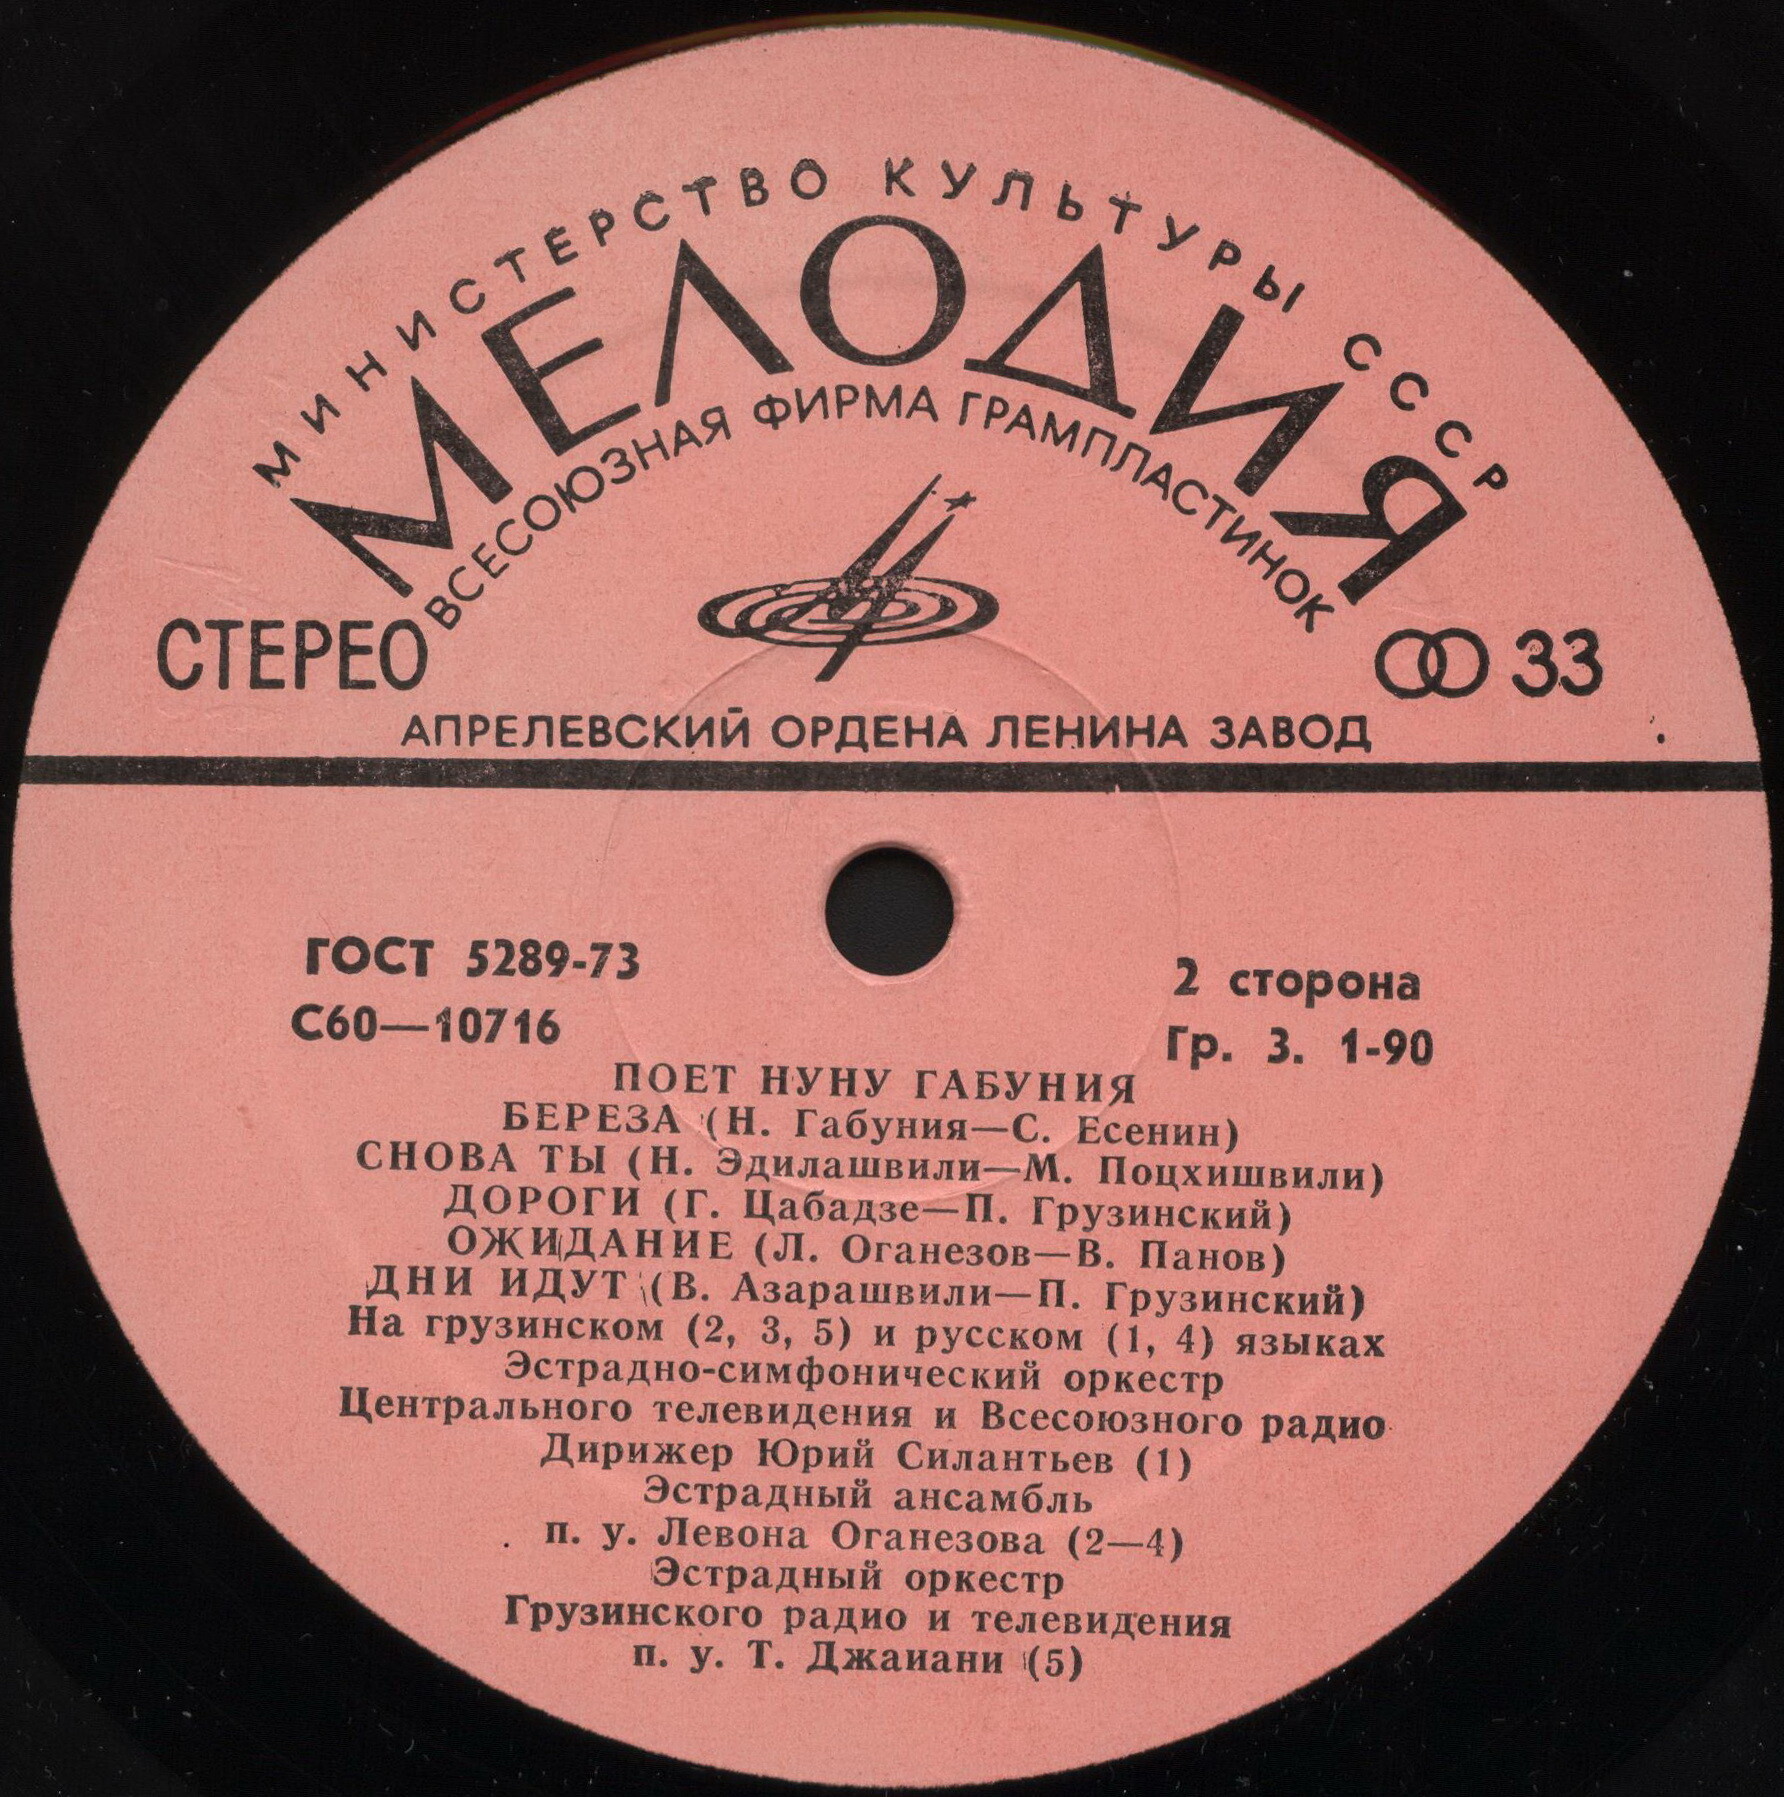 МИНИСТЕРСТВО КУЛЬТУРЫ СССР
МЕЛОДИЯ
ВСЕСОЮЗНАЯ ФИРМА ГРАМПЛАСТИНОК
СТЕРЕО
33
АПРЕЛЕВСКИЙ ОРДЕНА ЛЕНИНА ЗАВОД
ГОСТ 5289-73
2 сторона
С60—10716
Гр. 3. 1-90
ПОЕТ НУНУ ГАБУНИЯ
БЕРЕЗА (Н. Габуния—С. Есенин)
СНОВА ТЫ (Н. Эдилашвили—М. Поцхишвили)
ДОРОГИ (Г. Цабадзе—П. Грузинский)
ОЖИДАНИЕ (Л. Оганезов—В. Панов)
ДНИ ИДУТ (В. Азарашвили—П. Грузинский)
На грузинском (2, 3, 5) и русском (1, 4) языках
Эстрадно-симфонический оркестр
Центрального телевидения и Всесоюзного радио
Дирижер Юрий Силантьев (1)
Эстрадный ансамбль
п. у. Левона Оганезова (2—4)
Эстрадный оркестр
Грузинского радио и телевидения
п. у. Т. Джаиани (5)